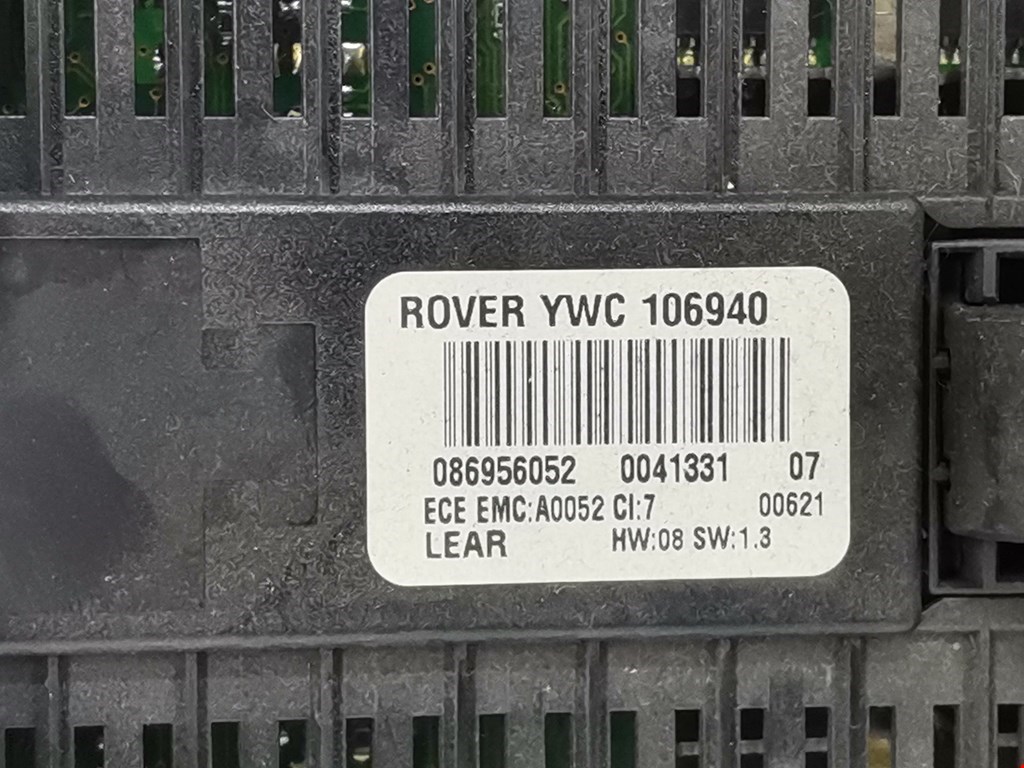 ROVER YWC 106940
086956052 0041331 07
ECE EMC:A0052 CI:7 00621
LEAR HW:08 SW:1.3